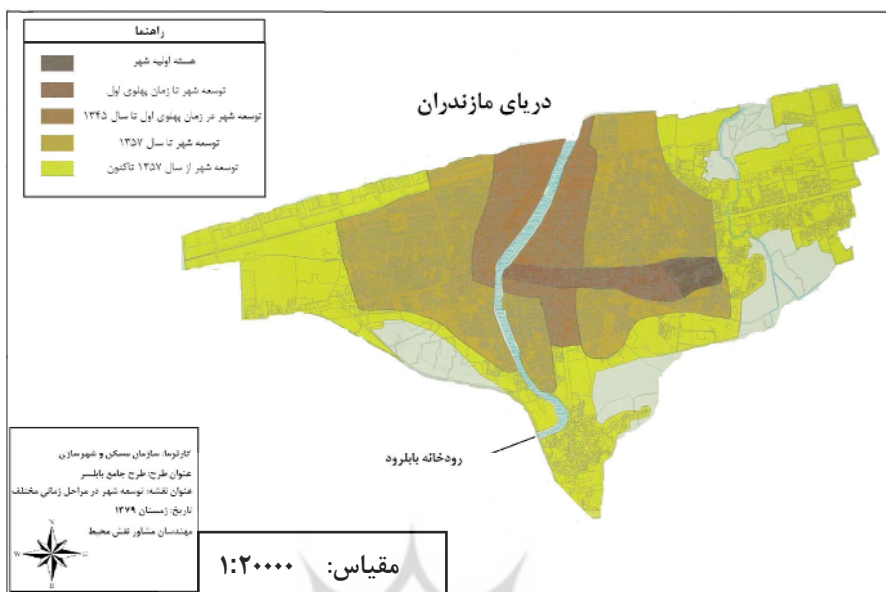 راهنما
هسته اولیه شهر
توسعه شهر تا زمان پهلوی اول
توسعه شهر در زمان پهلوی اول تا سال ۱۳۴۵
توسعه شهر تا سال ۱۳۵۷
توسعه شهر از سال ۱۳۵۷ تاکنون
دریای مازندران
رودخانه بابلرود
کارفرما: سازمان مسکن و شهرسازی
عنوان طرح: طرح جامع بابلسر
عنوان نقشه: توسعه شهر در مراحل زمانی مختلف
تاریخ: زمستان ۱۳۷۹
مهندسان مشاور نقش محیط
N
W
E
S
مقیاس: ۱:۲۰۰۰۰